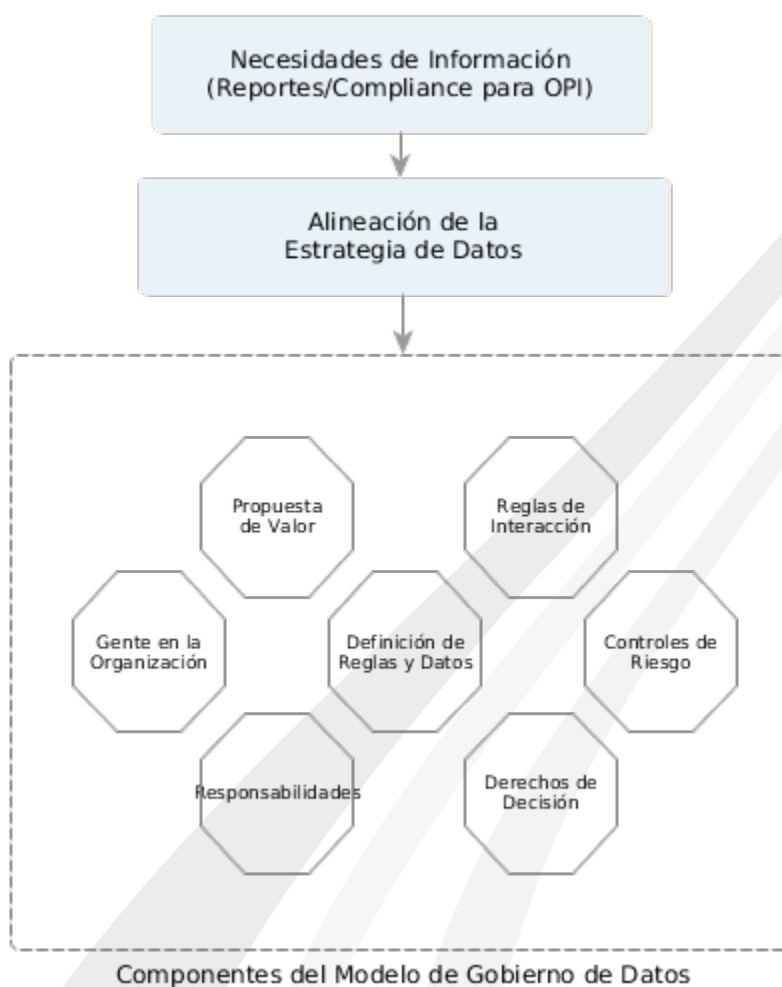 Necesidades de Información
(Reportes/Compliance para OPI)
Alineación de la
Estrategia de Datos
Propuesta
de Valor
Reglas de
Interacción
Gente en la
Organización
Definición de
Reglas y Datos
Controles de
Riesgo
Responsabilidades
Derechos de
Decisión
Componentes del Modelo de Gobierno de Datos